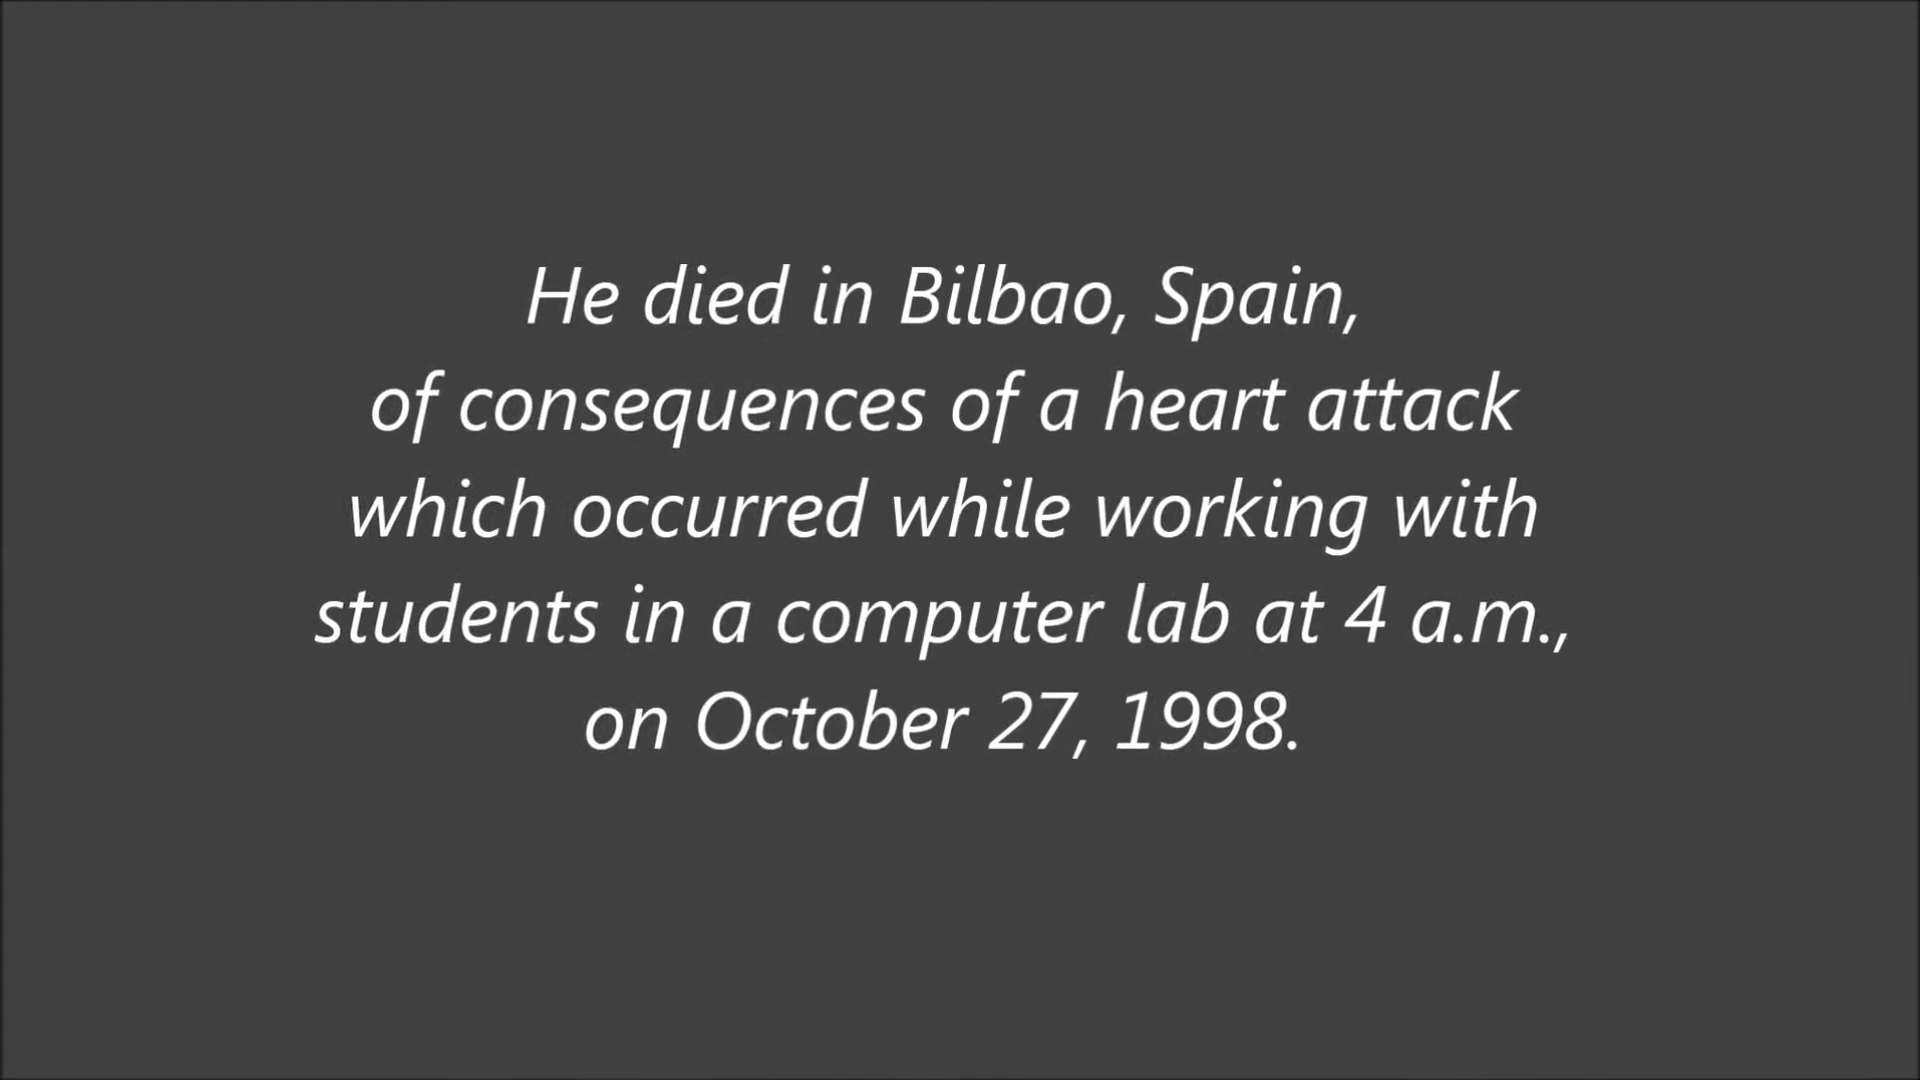 He died in Bilbao, Spain,
of consequences of a heart attack
which occurred while working with
students in a computer lab at 4 a.m.,
on October 27, 1998.